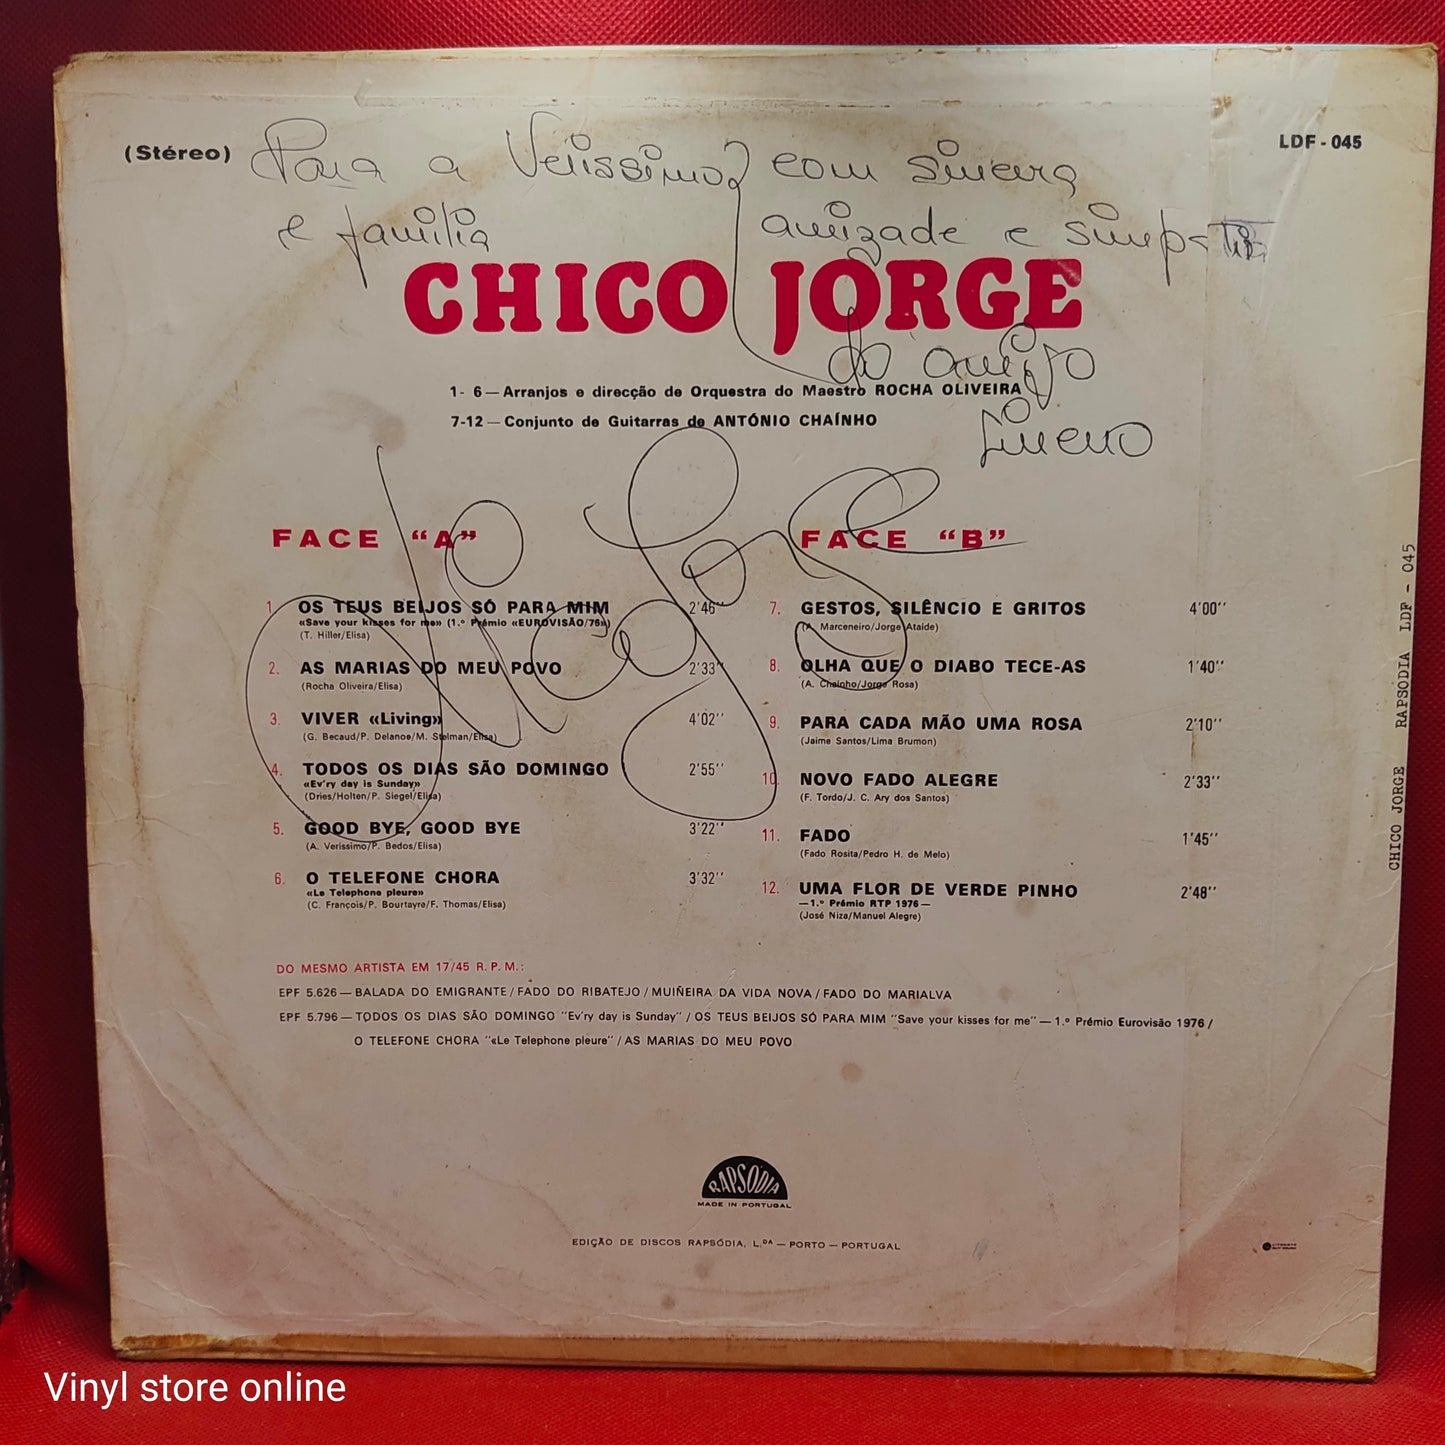 (Stéreo)
LDF - 045
Para a Verissimo, com sincera
e familia amizade e simpatia
CHICO JORGE
do amigo
sincero
1- 6 — Arranjos e direcção de Orquestra do Maestro ROCHA OLIVEIRA
7-12 — Conjunto de Guitarras de ANTÓNIO CHAÍNHO
FACE “A”
1. OS TEUS BEIJOS SÓ PARA MIM 2'46''
«Save your kisses for me» (1.º Prémio «EUROVISÃO/76»)
(T. Hiller/Elisa)
2. AS MARIAS DO MEU POVO 2'33''
(Rocha Oliveira/Elisa)
3. VIVER «Living» 4'02''
(G. Becaud/P. Delanoe/M. Stelman/Elisa)
4. TODOS OS DIAS SÃO DOMINGO 2'55''
«Ev'ry day is Sunday»
(Dries/Holten/P. Siegel/Elisa)
5. GOOD BYE, GOOD BYE 3'22''
(A. Verissimo/P. Bedos/Elisa)
6. O TELEFONE CHORA 3'32''
«Le Telephone pleure»
(C. François/P. Bourtayre/F. Thomas/Elisa)
FACE “B”
7. GESTOS, SILÊNCIO E GRITOS 4'00''
(A. Marceneiro/Jorge Ataíde)
8. OLHA QUE O DIABO TECE-AS 1'40''
(A. Chaínho/Jorge Rosa)
9. PARA CADA MÃO UMA ROSA 2'10''
(Jaime Santos/Lima Brumon)
10. NOVO FADO ALEGRE 2'33''
(F. Tordo/J. C. Ary dos Santos)
11. FADO 1'45''
(Fado Rosita/Pedro H. de Melo)
12. UMA FLOR DE VERDE PINHO 2'48''
—1.º Prémio RTP 1976—
(José Niza/Manuel Alegre)
DO MESMO ARTISTA EM 17/45 R. P. M.:
EPF 5.626 — BALADA DO EMIGRANTE / FADO DO RIBATEJO / MUIÑEIRA DA VIDA NOVA / FADO DO MARIALVA
EPF 5.796 — TODOS OS DIAS SÃO DOMINGO "Ev'ry day is Sunday" / OS TEUS BEIJOS SÓ PARA MIM "Save your kisses for me" — 1.º Prémio Eurovisão 1976 /
O TELEFONE CHORA "«Le Telephone pleure" / AS MARIAS DO MEU POVO
RAPSÓDIA
MADE IN PORTUGAL
EDIÇÃO DE DISCOS RAPSÓDIA, L.DA — PORTO — PORTUGAL
CHICO JORGE RAPSODIA LDF - 045
Vinyl store online